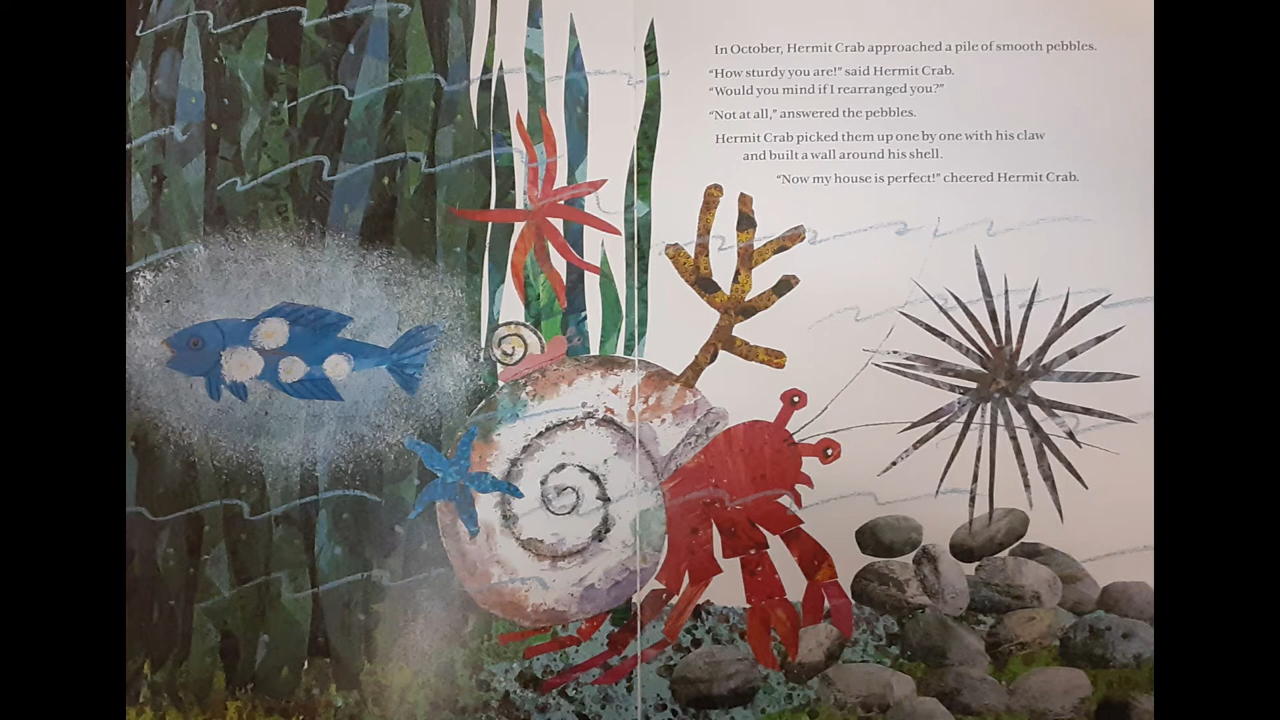 In October, Hermit Crab approached a pile of smooth pebbles.
“How sturdy you are!” said Hermit Crab.
“Would you mind if I rearranged you?”
“Not at all,” answered the pebbles.
Hermit Crab picked them up one by one with his claw
and built a wall around his shell.
“Now my house is perfect!” cheered Hermit Crab.